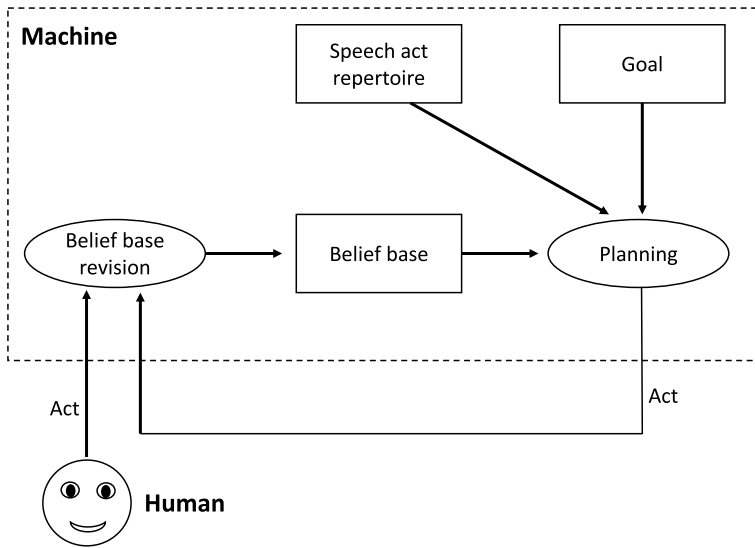 Machine
Speech act
repertoire
Goal
Belief base
revision
Belief base
Planning
Act
Act
Human